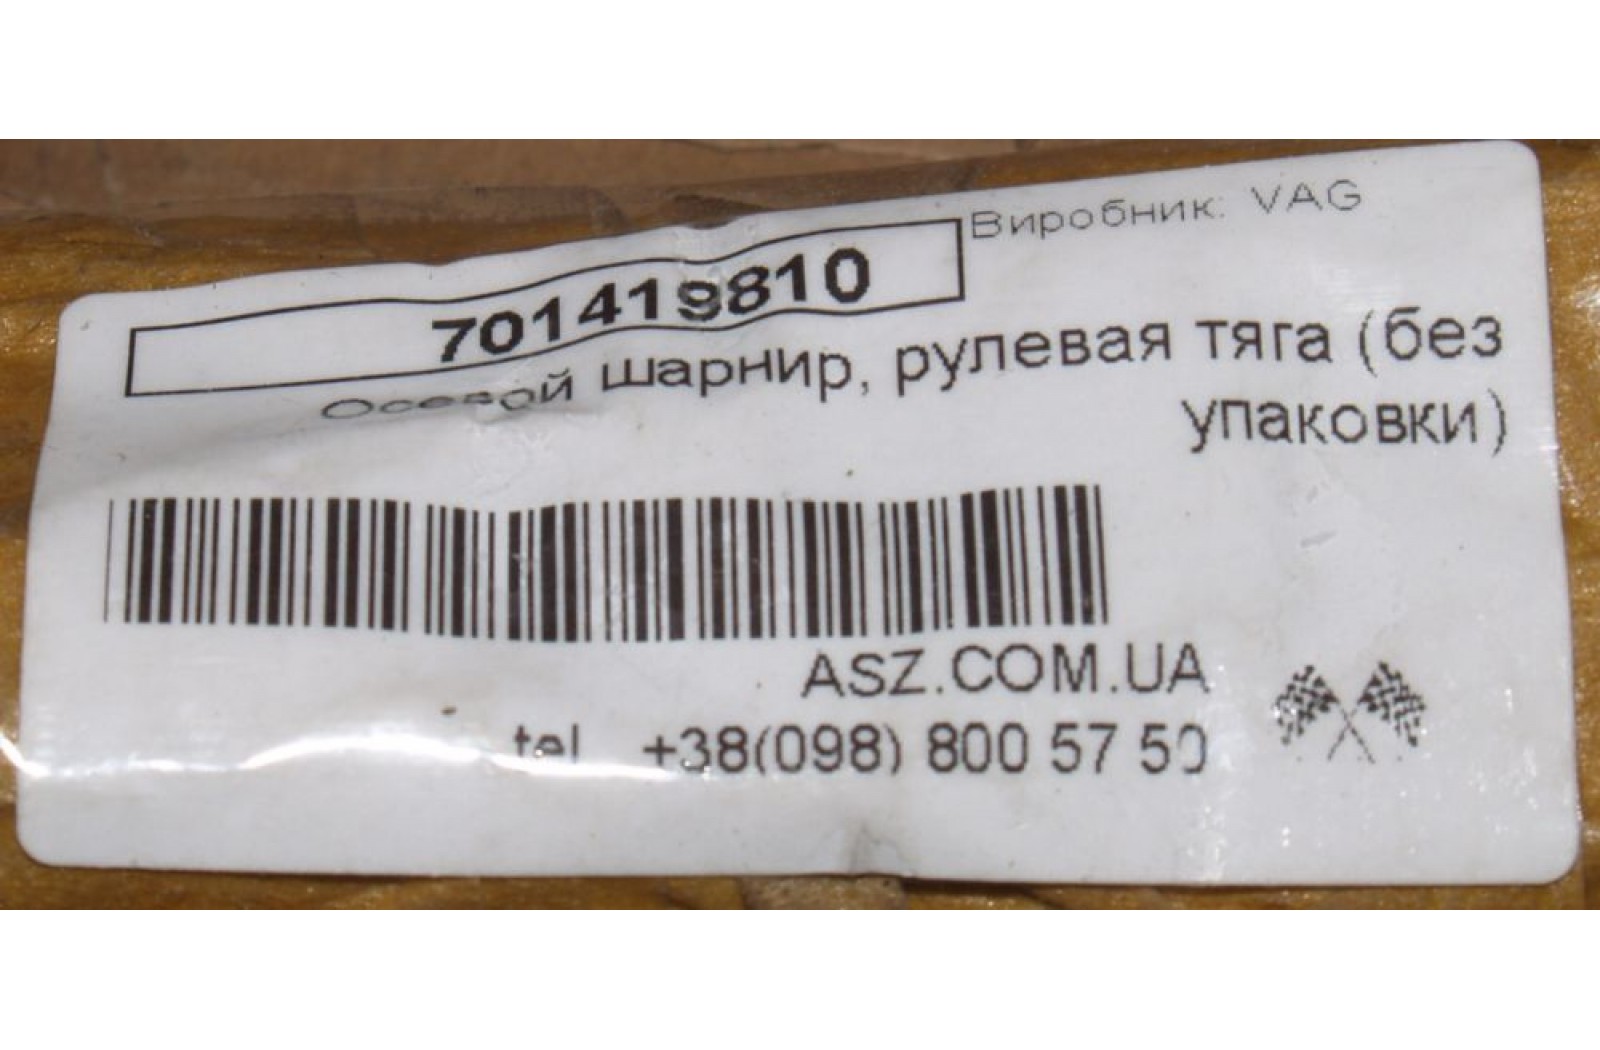 Виробник: VAG
701419810
Осевой шарнир, рулевая тяга (без
упаковки)
ASZ.COM.UA
tel +38(098) 800 57 50